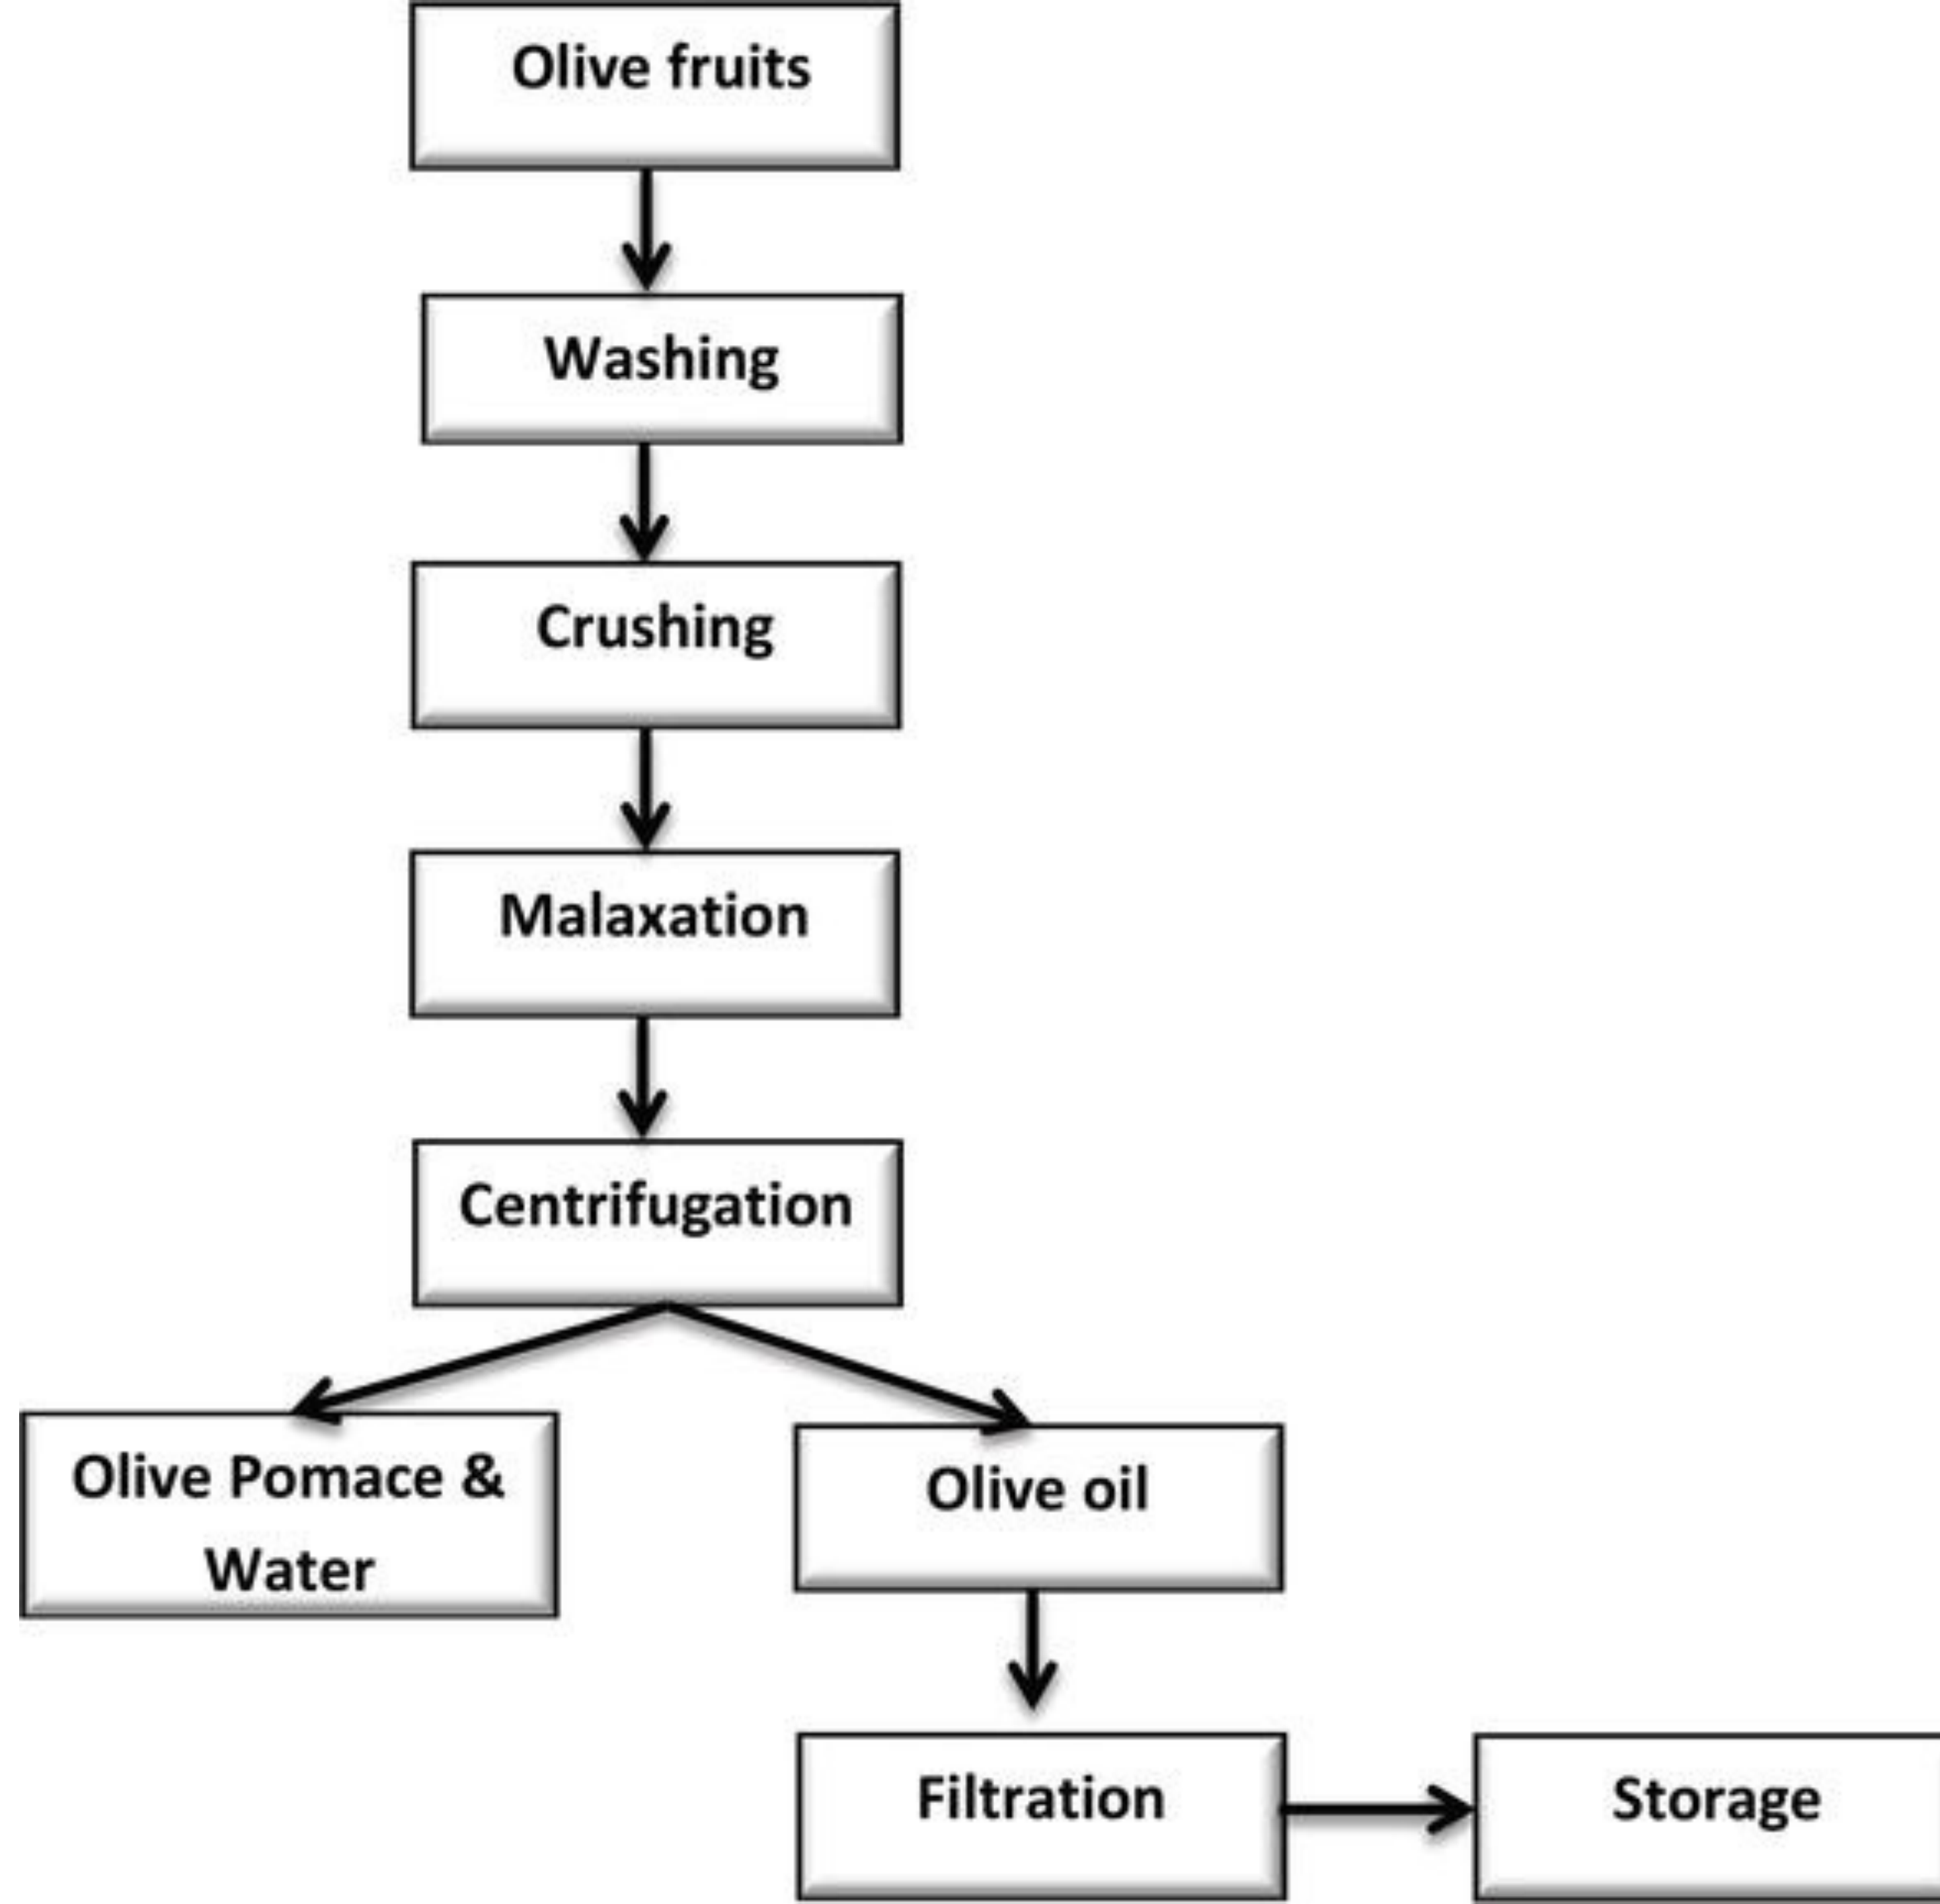 Olive fruits
Washing
Crushing
Malaxation
Centrifugation
Olive Pomace &
Water
Olive oil
Filtration
Storage